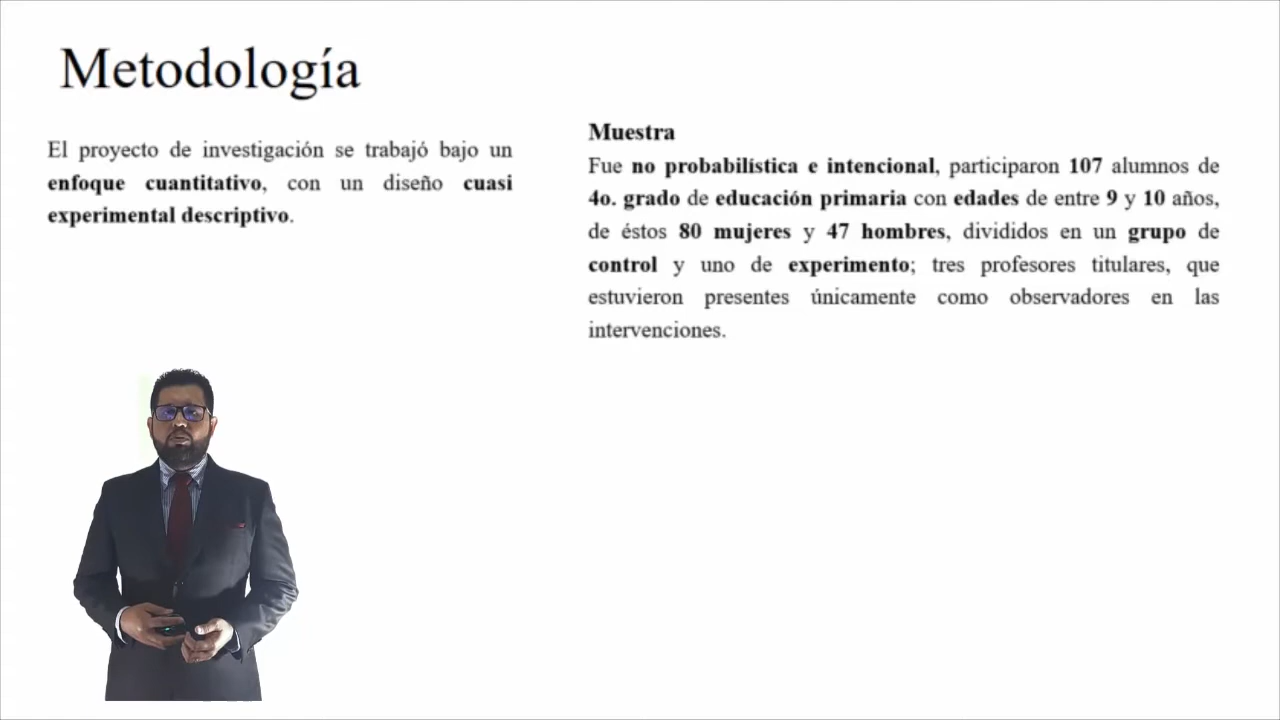 Metodología
El proyecto de investigación se trabajó bajo un
enfoque cuantitativo, con un diseño cuasi
experimental descriptivo.
Muestra
Fue no probabilística e intencional, participaron 107 alumnos de
4o. grado de educación primaria con edades de entre 9 y 10 años,
de éstos 80 mujeres y 47 hombres, divididos en un grupo de
control y uno de experimento; tres profesores titulares, que
estuvieron presentes únicamente como observadores en las
intervenciones.